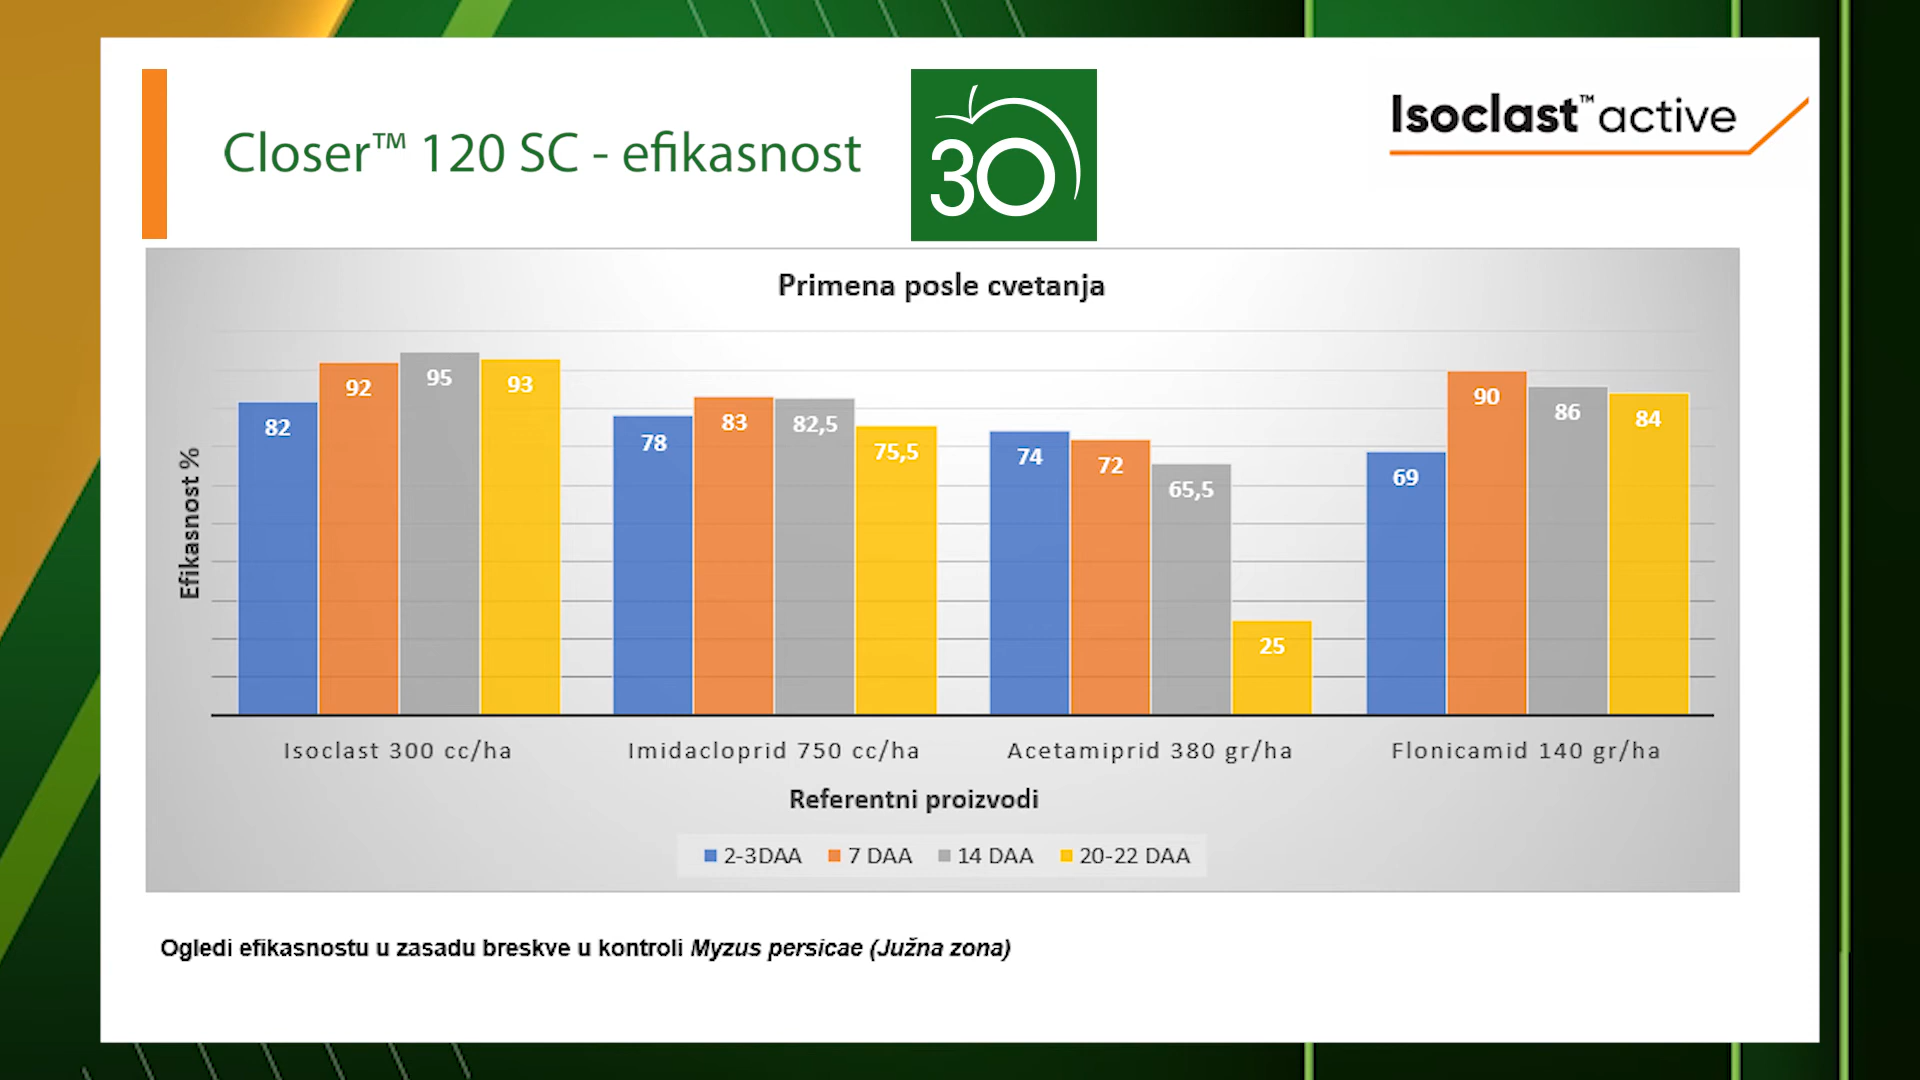 Closer™ 120 SC - efikasnost
30
Isoclast™ active
Primena posle cvetanja
Efikasnost %
82
92
95
93
78
83
82,5
75,5
74
72
65,5
25
69
90
86
84
Isoclast 300 cc/ha
Imidacloprid 750 cc/ha
Acetamiprid 380 gr/ha
Flonicamid 140 gr/ha
Referentni proizvodi
2-3DAA
7 DAA
14 DAA
20-22 DAA
Ogledi efikasnostu u zasadu breskve u kontroli Myzus persicae (Južna zona)